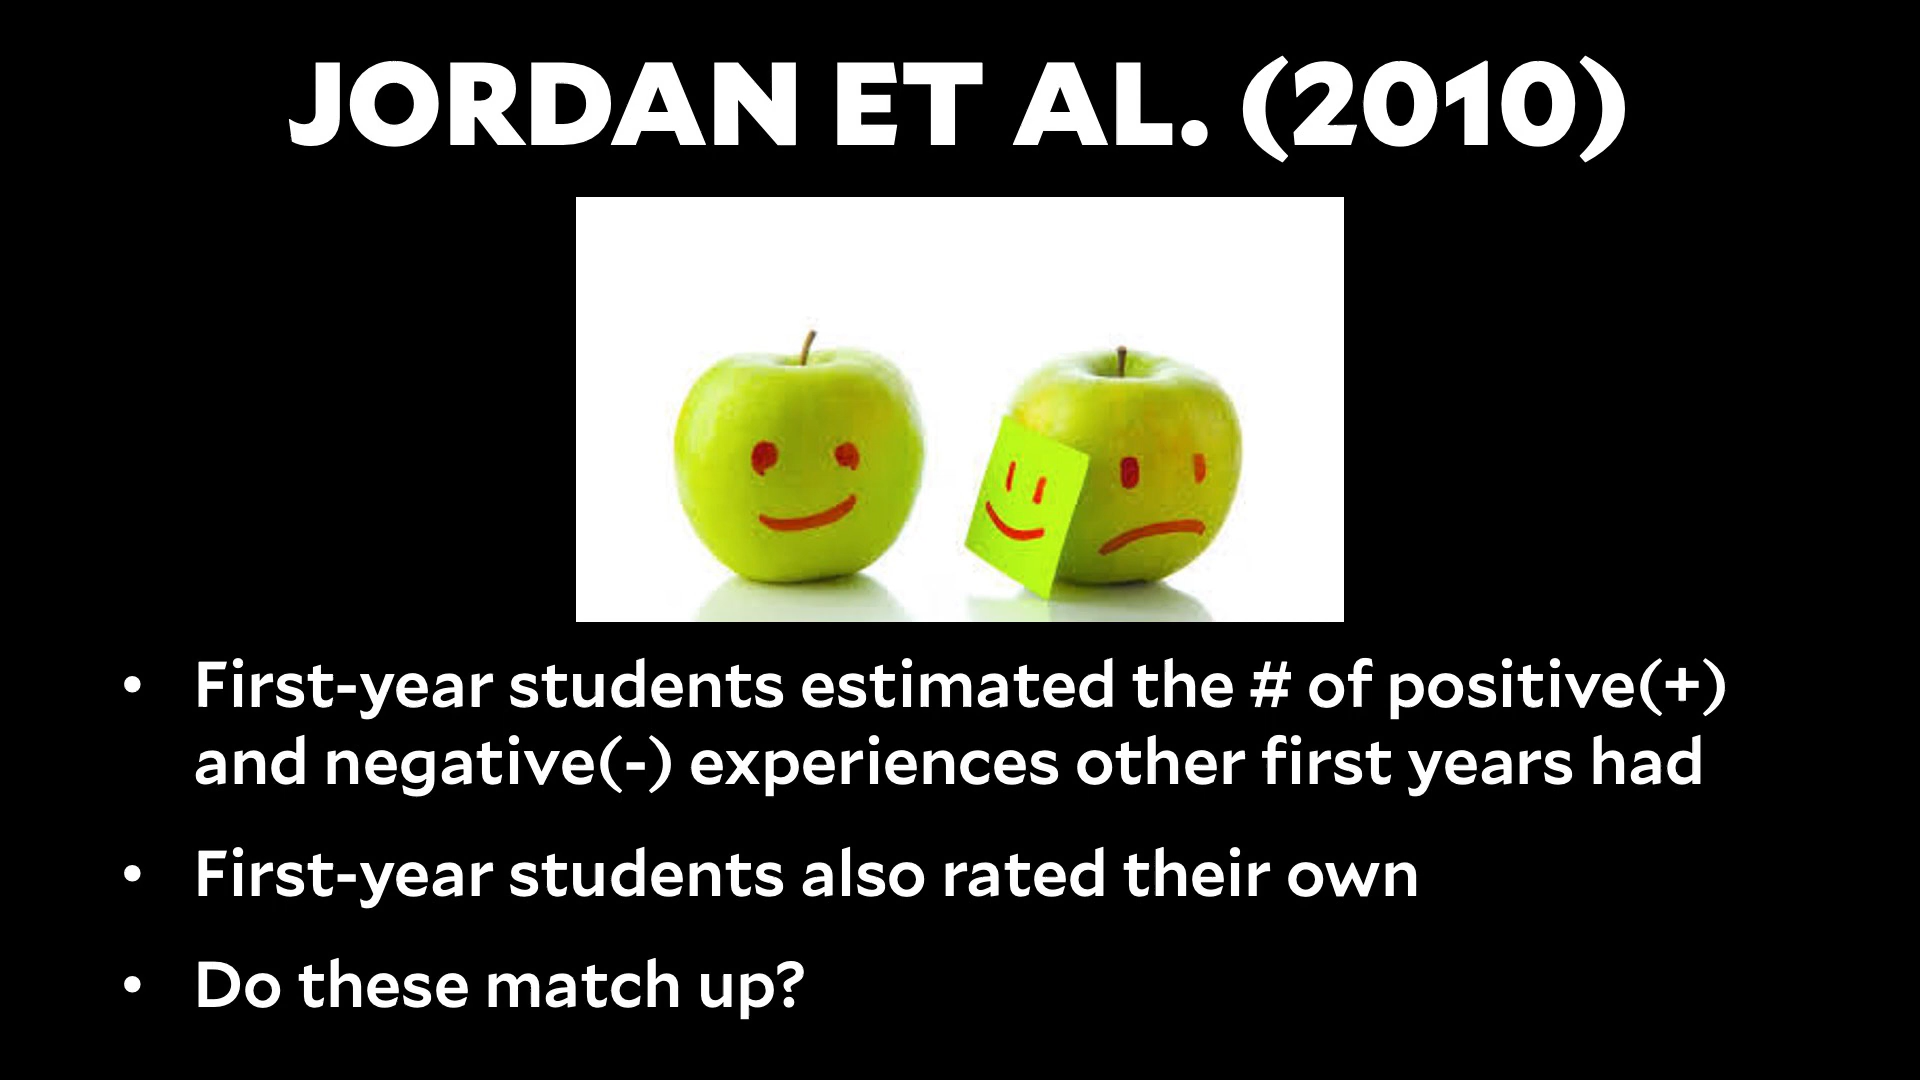 JORDAN ET AL. (2010)
• First-year students estimated the # of positive(+)
and negative(-) experiences other first years had
• First-year students also rated their own
• Do these match up?